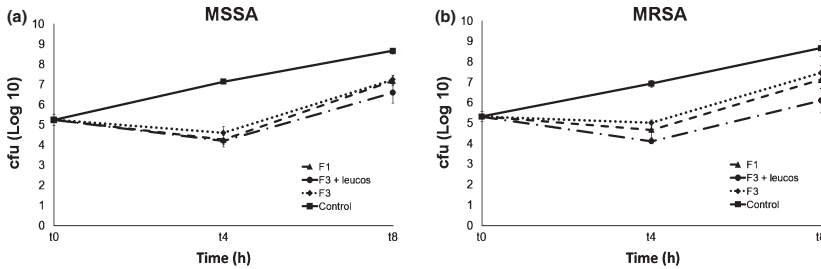 (a)
MSSA
cfu (Log 10)
10
9
8
7
6
5
4
3
2
1
0
F1
F3 + leucos
F3
Control
t0
t4
t8
Time (h)
(b)
MRSA
cfu (Log 10)
10
9
8
7
6
5
4
3
2
1
0
F1
F3 + leucos
F3
Control
t0
t4
t8
Time (h)